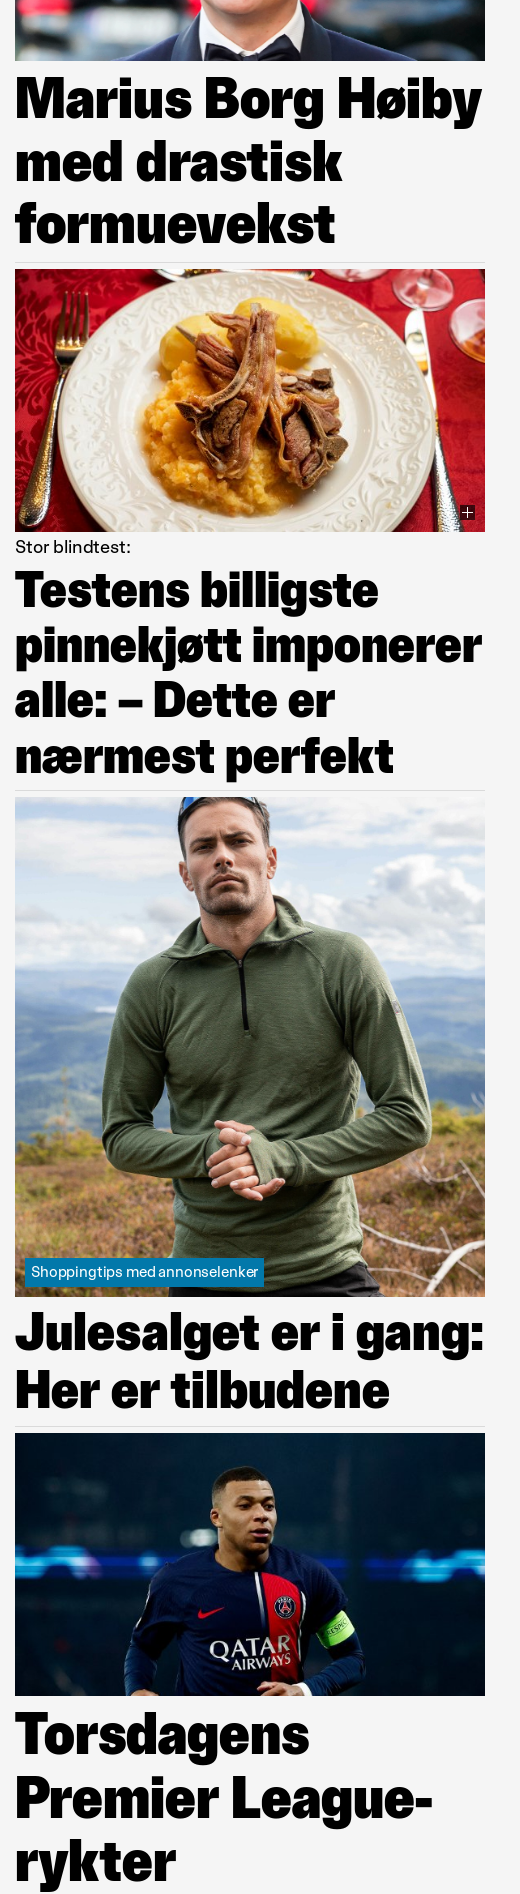 Marius Borg Høiby
med drastisk
formuevekst
Stor blindtest:
Testens billigste
pinnekjøtt imponerer
alle: – Dette er
nærmest perfekt
Shoppingtips med annonselenker
Julesalget er i gang:
Her er tilbudene
RESPECT
QATAR
AIRWAYS
Torsdagens
Premier League-
rykter